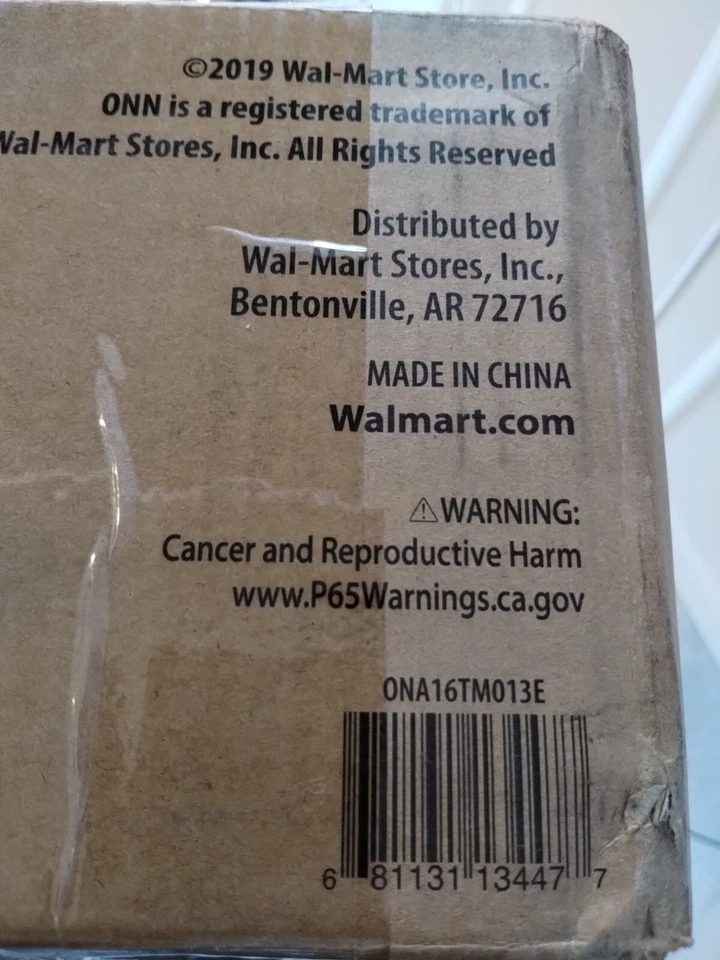 ©2019 Wal-Mart Store, Inc.
ONN is a registered trademark of
Wal-Mart Stores, Inc. All Rights Reserved
Distributed by
Wal-Mart Stores, Inc.,
Bentonville, AR 72716
MADE IN CHINA
Walmart.com
⚠WARNING:
Cancer and Reproductive Harm
www.P65Warnings.ca.gov
ONA16TM013E
6 81131 13447 7